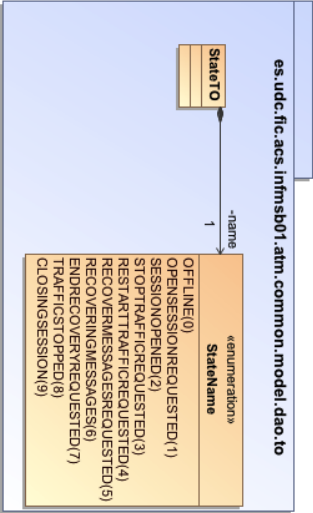 es.udc.fic.acs.infmsb01.atm.common.model.dao.to
StateTO
-name
1
«enumeration»
StateName
OFFLINE(0)
OPENSESSIONREQUESTED(1)
SESSIONOPENED(2)
STOPTRAFFICREQUESTED(3)
RESTARTTRAFFICREQUESTED(4)
RECOVERMESSAGESREQUESTED(5)
RECOVERINGMESSAGES(6)
ENDRECOVERYREQUESTED(7)
TRAFFICSTOPPED(8)
CLOSINGSESSION(9)